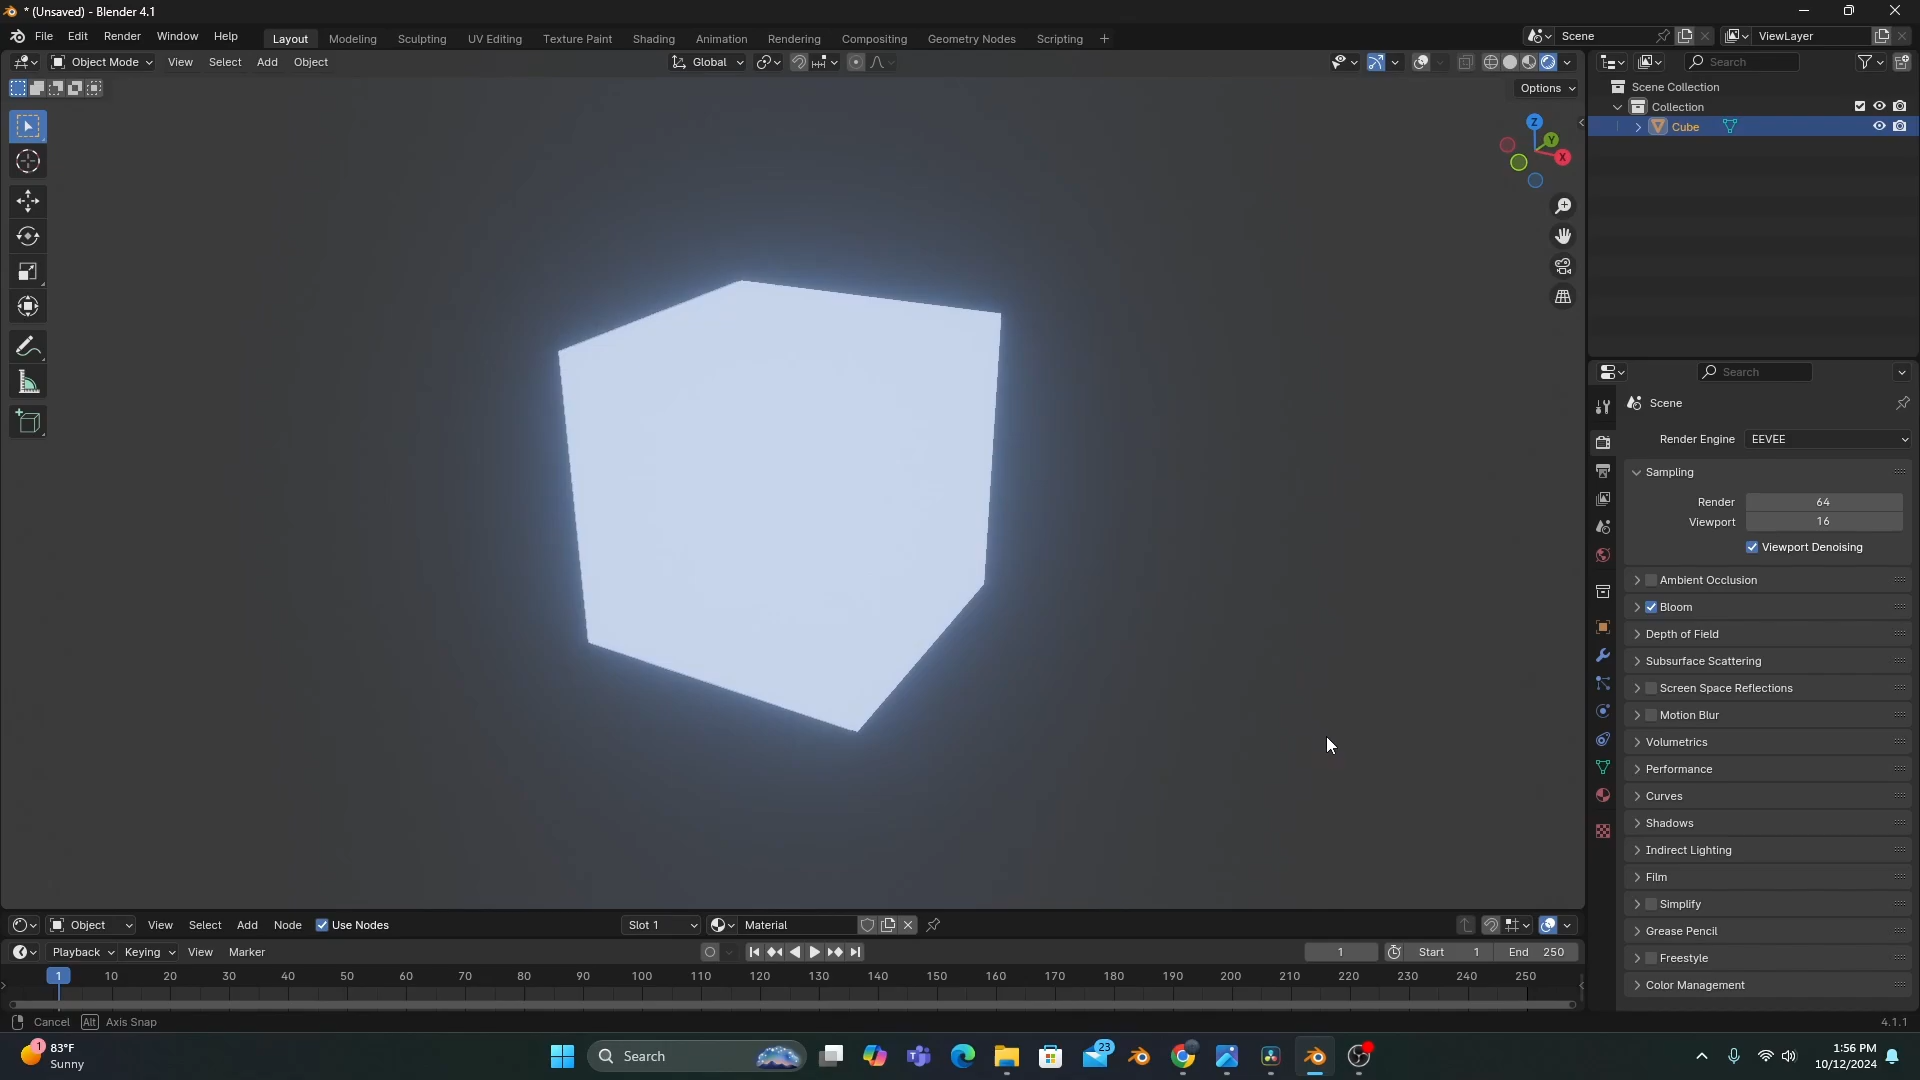 * (Unsaved) - Blender 4.1
File Edit Render Window Help Layout Modeling Sculpting UV Editing Texture Paint Shading Animation Rendering Compositing Geometry Nodes Scripting + Scene ViewLayer
Object Mode View Select Add Object Global Search
Options
Scene Collection
Collection
Cube
Z
Y
X
Search
Scene
Render Engine EEVEE
Sampling
Render 64
Viewport 16
Viewport Denoising
Ambient Occlusion
Bloom
Depth of Field
Subsurface Scattering
Screen Space Reflections
Motion Blur
Volumetrics
Performance
Curves
Shadows
Indirect Lighting
Film
Simplify
Grease Pencil
Freestyle
Color Management
Object View Select Add Node Use Nodes Slot 1 Material
Playback Keying View Marker 1 Start 1 End 250
1 10 20 30 40 50 60 70 80 90 100 110 120 130 140 150 160 170 180 190 200 210 220 230 240 250
Cancel Alt Axis Snap 4.1.1
1 83°F
Sunny
Search
23
1:56 PM
10/12/2024